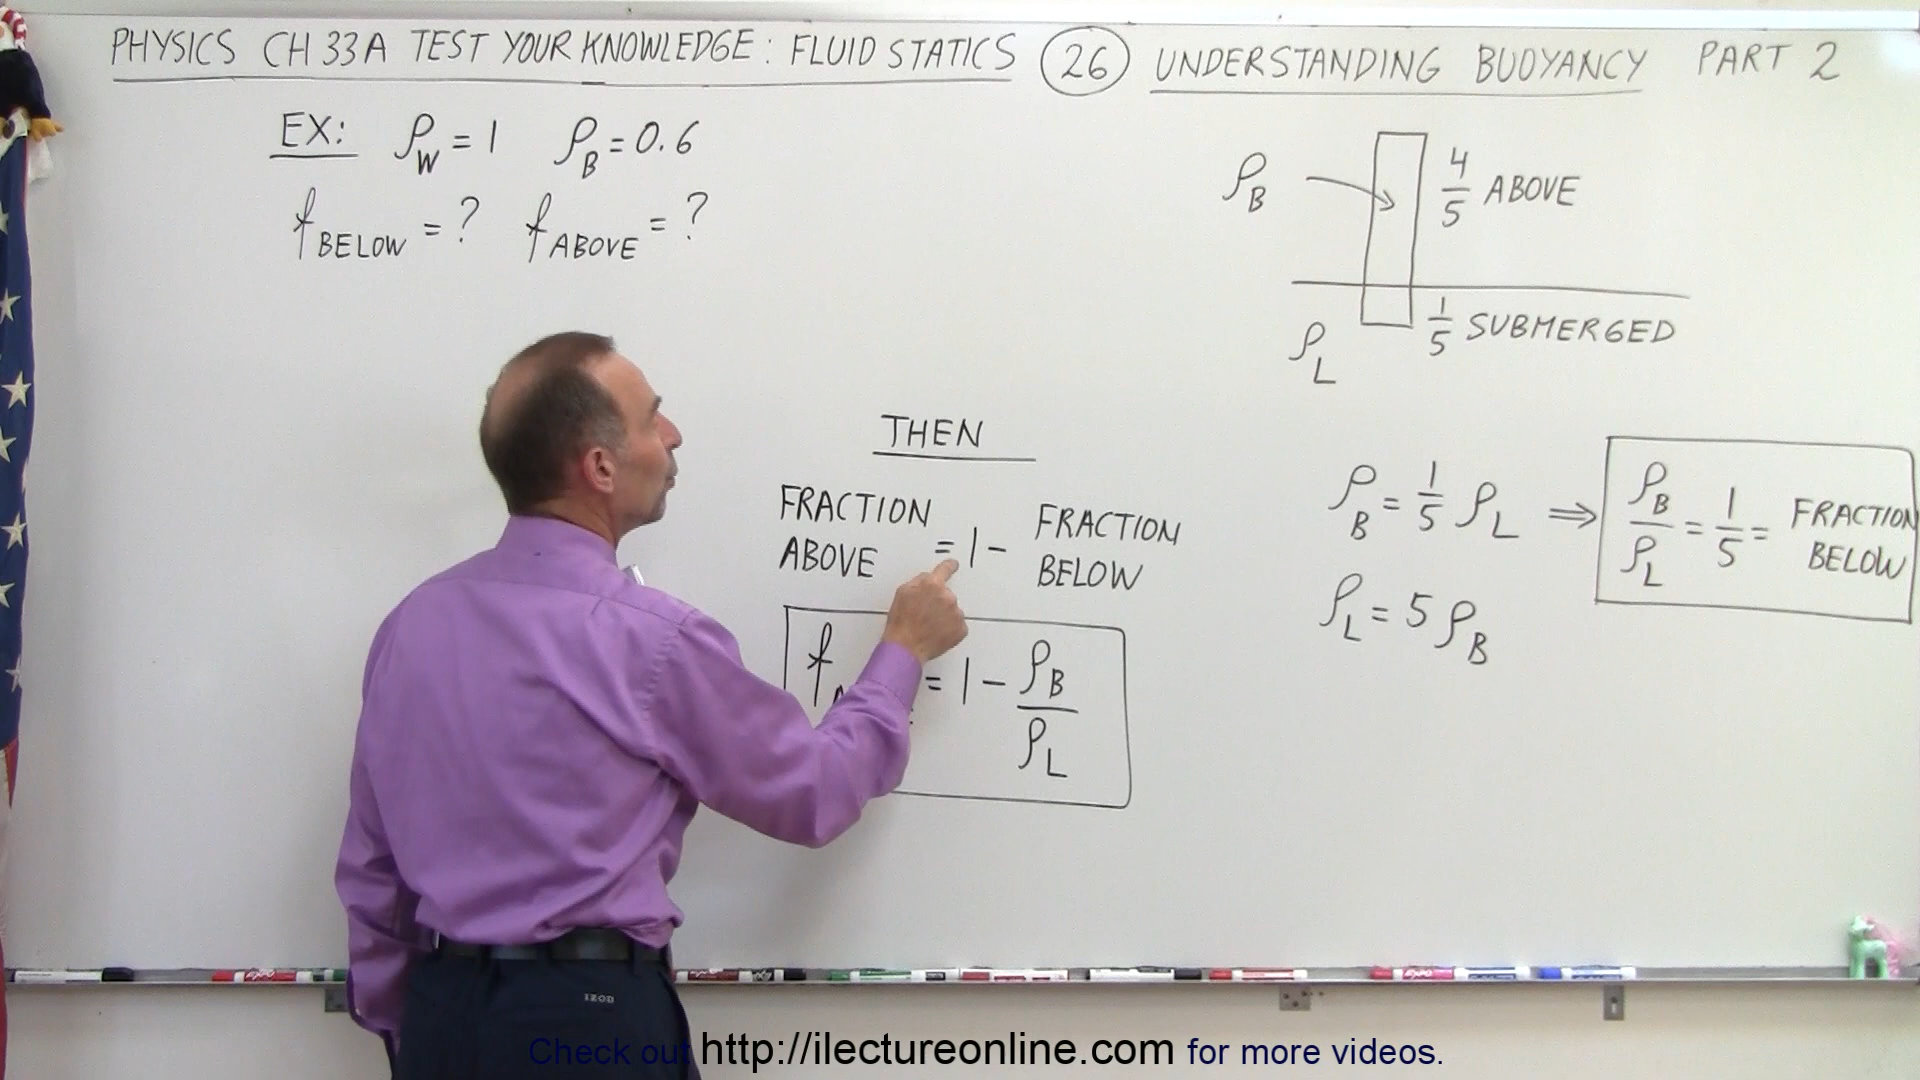 PHYSICS CH 33A TEST YOUR KNOWLEDGE: FLUID STATICS 26 UNDERSTANDING BUOYANCY PART 2
EX: ρW = 1 ρB = 0.6
fBELOW = ? fABOVE = ?
ρB
4/5 ABOVE
1/5 SUBMERGED
ρL
THEN
FRACTION ABOVE = 1 - FRACTION BELOW
f = 1 - ρB/ρL
ρB = 1/5 ρL ⇒ ρB/ρL = 1/5 = FRACTION BELOW
ρL = 5 ρB
EXPO
IZOD
Check out http://ilectureonline.com for more videos.